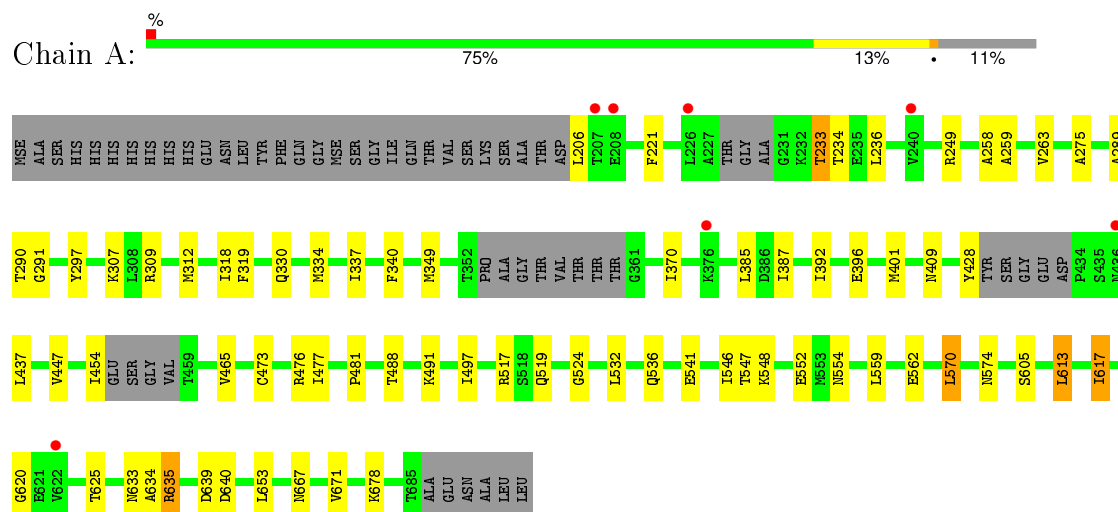 %
Chain A:
75% 13% • 11%
MSE ALA SER HIS HIS HIS HIS HIS HIS HIS GLU ASN LEU TYR PHE GLN GLY MSE SER GLY ILE GLN THR VAL SER LYS SER ALA THR ASP L206 T207 E208 F221 L226 A227 THR GLY ALA G231 K232 T233 T234 E235 L236 V240 R249 A258 A259 V263 A275
T290 G291 Y297 K307 L308 R309 M312 I318 F319 Q330 M334 I337 F340 M349 T352 PRO ALA GLY THR VAL THR THR THR G361 I370 K376 L385 D386 I387 I392 E396 M401 N409 Y428 TYR SER GLY GLU ASP P434 S435
L437 V447 I454 GLU SER GLY VAL T459 V465 C473 R476 I477 P481 T488 K491 I497 R517 S518 Q519 G524 L532 Q536 E541 I546 T547 K548 E552 M553 N554 L559 E562 L570 N574 S605 L613 I617
G620 E621 V622 T625 N633 A634 R635 D639 D640 L653 N667 V671 K678 T685 ALA GLU ASN ALA LEU LEU